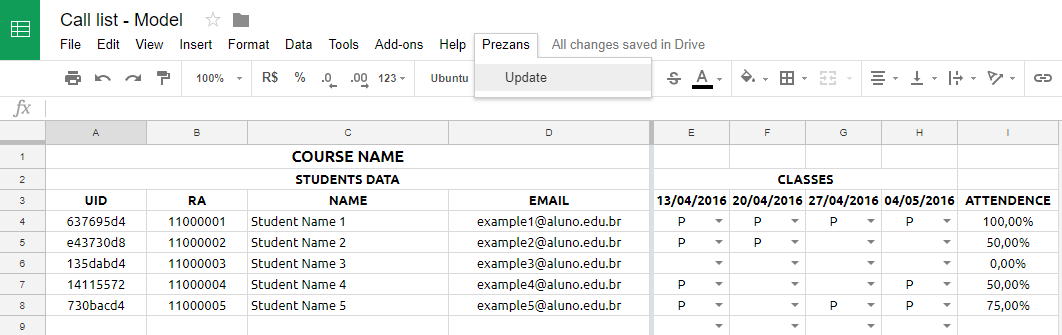 Call list - Model
File Edit View Insert Format Data Tools Add-ons Help Prezans All changes saved in Drive
Update
100% R$ % .0 .00 123 Ubuntu S A
fx
A B C D E F G H I
1 COURSE NAME
2 STUDENTS DATA CLASSES
3 UID RA NAME EMAIL 13/04/2016 20/04/2016 27/04/2016 04/05/2016 ATTENDENCE
4 637695d4 11000001 Student Name 1 example1@aluno.edu.br P P P P 100,00%
5 e43730d8 11000002 Student Name 2 example2@aluno.edu.br P P 50,00%
6 135dabd4 11000003 Student Name 3 example3@aluno.edu.br 0,00%
7 14115572 11000004 Student Name 4 example4@aluno.edu.br P P 50,00%
8 730bacd4 11000005 Student Name 5 example5@aluno.edu.br P P P 75,00%
9